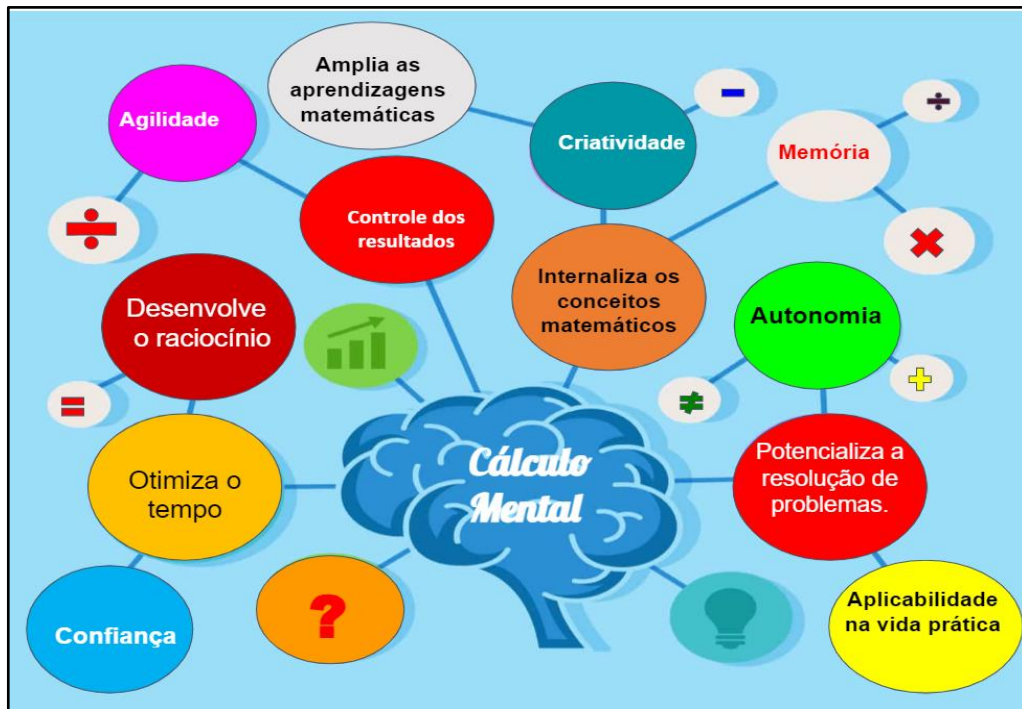 Amplia as
aprendizagens
matemáticas
Agilidade
Criatividade
Memória
Controle dos
resultados
Internaliza os
conceitos
matemáticos
Desenvolve
o raciocínio
Autonomia
Cálculo
Mental
Otimiza o
tempo
Potencializa a
resolução de
problemas.
Confiança
?
Aplicabilidade
na vida prática
−
÷
÷
×
=
≠
+